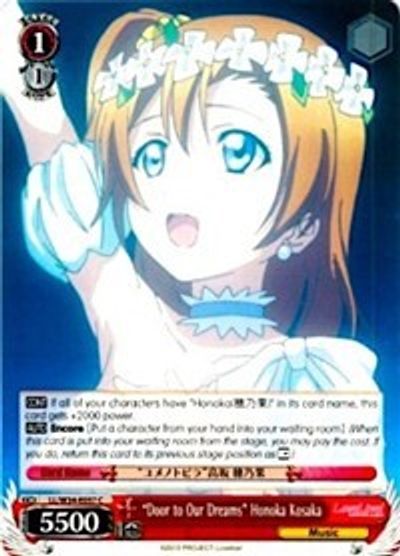 1
1
CONT If all of your characters have "Honoka(穂乃果)" in its card name, this
card gets +2000 power.
AUTO Encore [Put a character from your hand into your waiting room] (When
this card is put into your waiting room from the stage, you may pay the cost. If
you do, return this card to its previous stage position as REST)
Card Name
"ユメノトビラ"高坂 穂乃果
5500
"Door to Our Dreams" Honoka Kosaka
Music